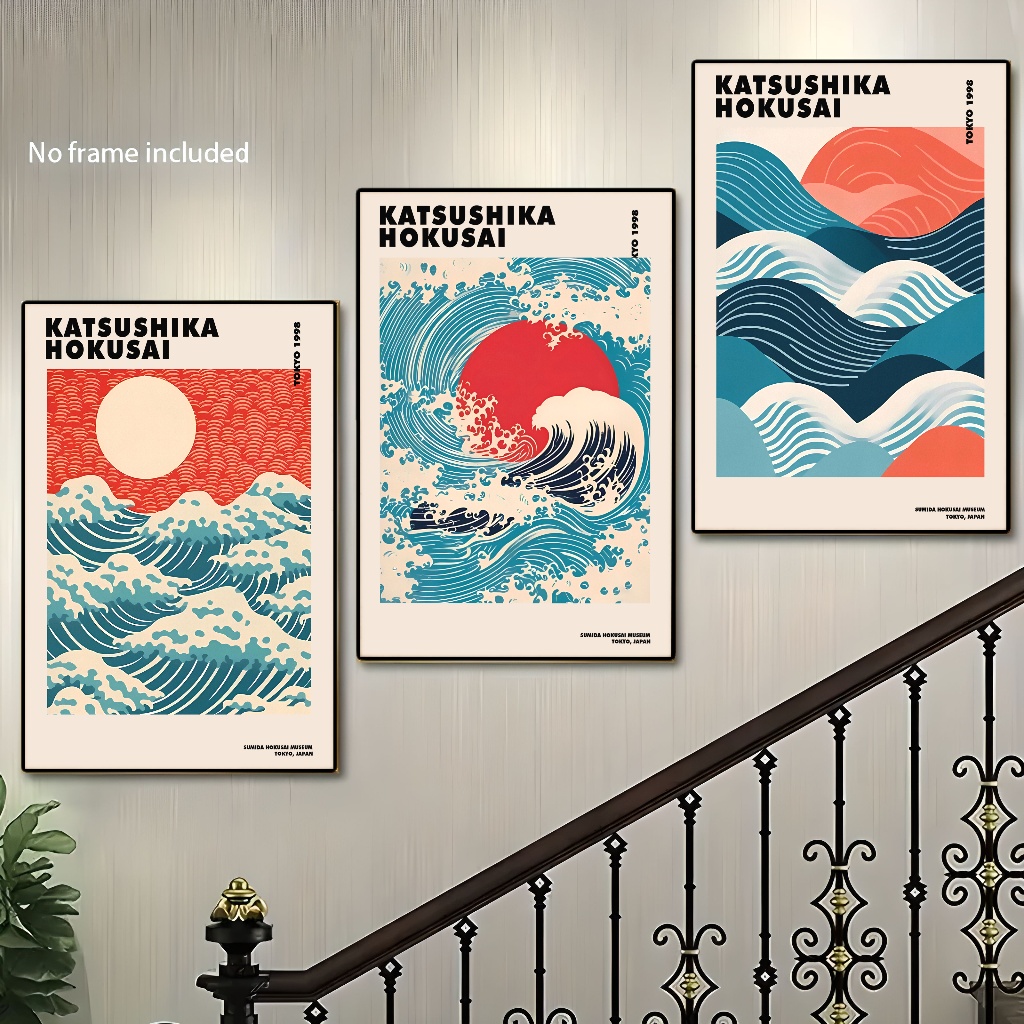 No frame included
KATSUSHIKA
HOKUSAI
TOKYO 1998
SUMIDA HOKUSAI MUSEUM
TOKYO, JAPAN
KATSUSHIKA
HOKUSAI
KYO 1998
SUMIDA HOKUSAI MUSEUM
TOKYO, JAPAN
KATSUSHIKA
HOKUSAI
TOKYO 1998
SUMIDA HOKUSAI MUSEUM
TOKYO, JAPAN